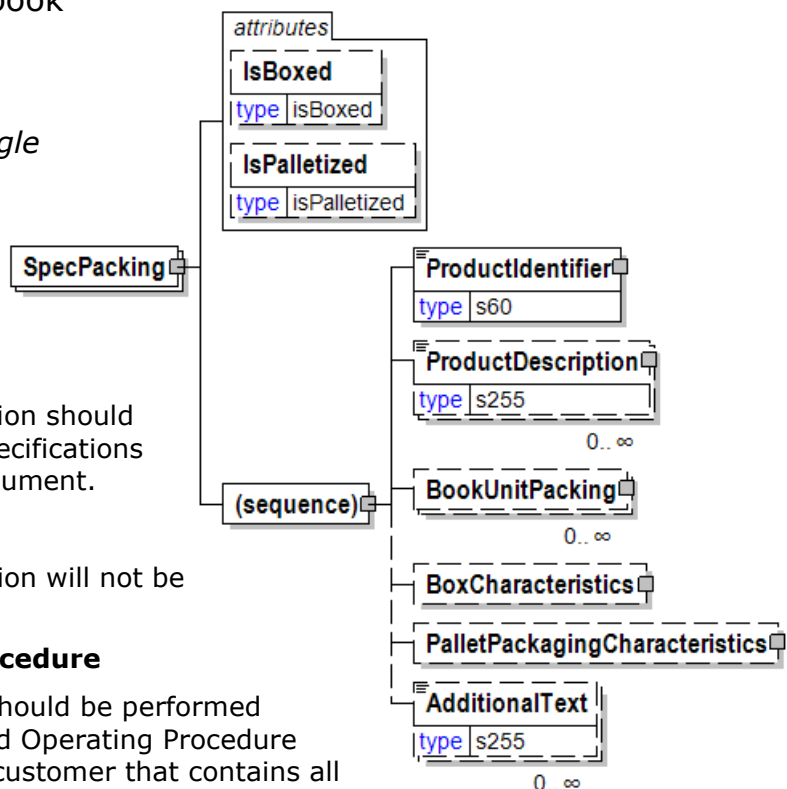 book
gle
ion should
ecifications
ument.
ion will not be
cedure
hould be performed
d Operating Procedure
customer that contains all
attributes
IsBoxed
type isBoxed
IsPalletized
type isPalletized
SpecPacking
(sequence)
ProductIdentifier
type s60
ProductDescription
type s255
0.. ∞
BookUnitPacking
0.. ∞
BoxCharacteristics
PalletPackagingCharacteristics
AdditionalText
type s255
0.. ∞